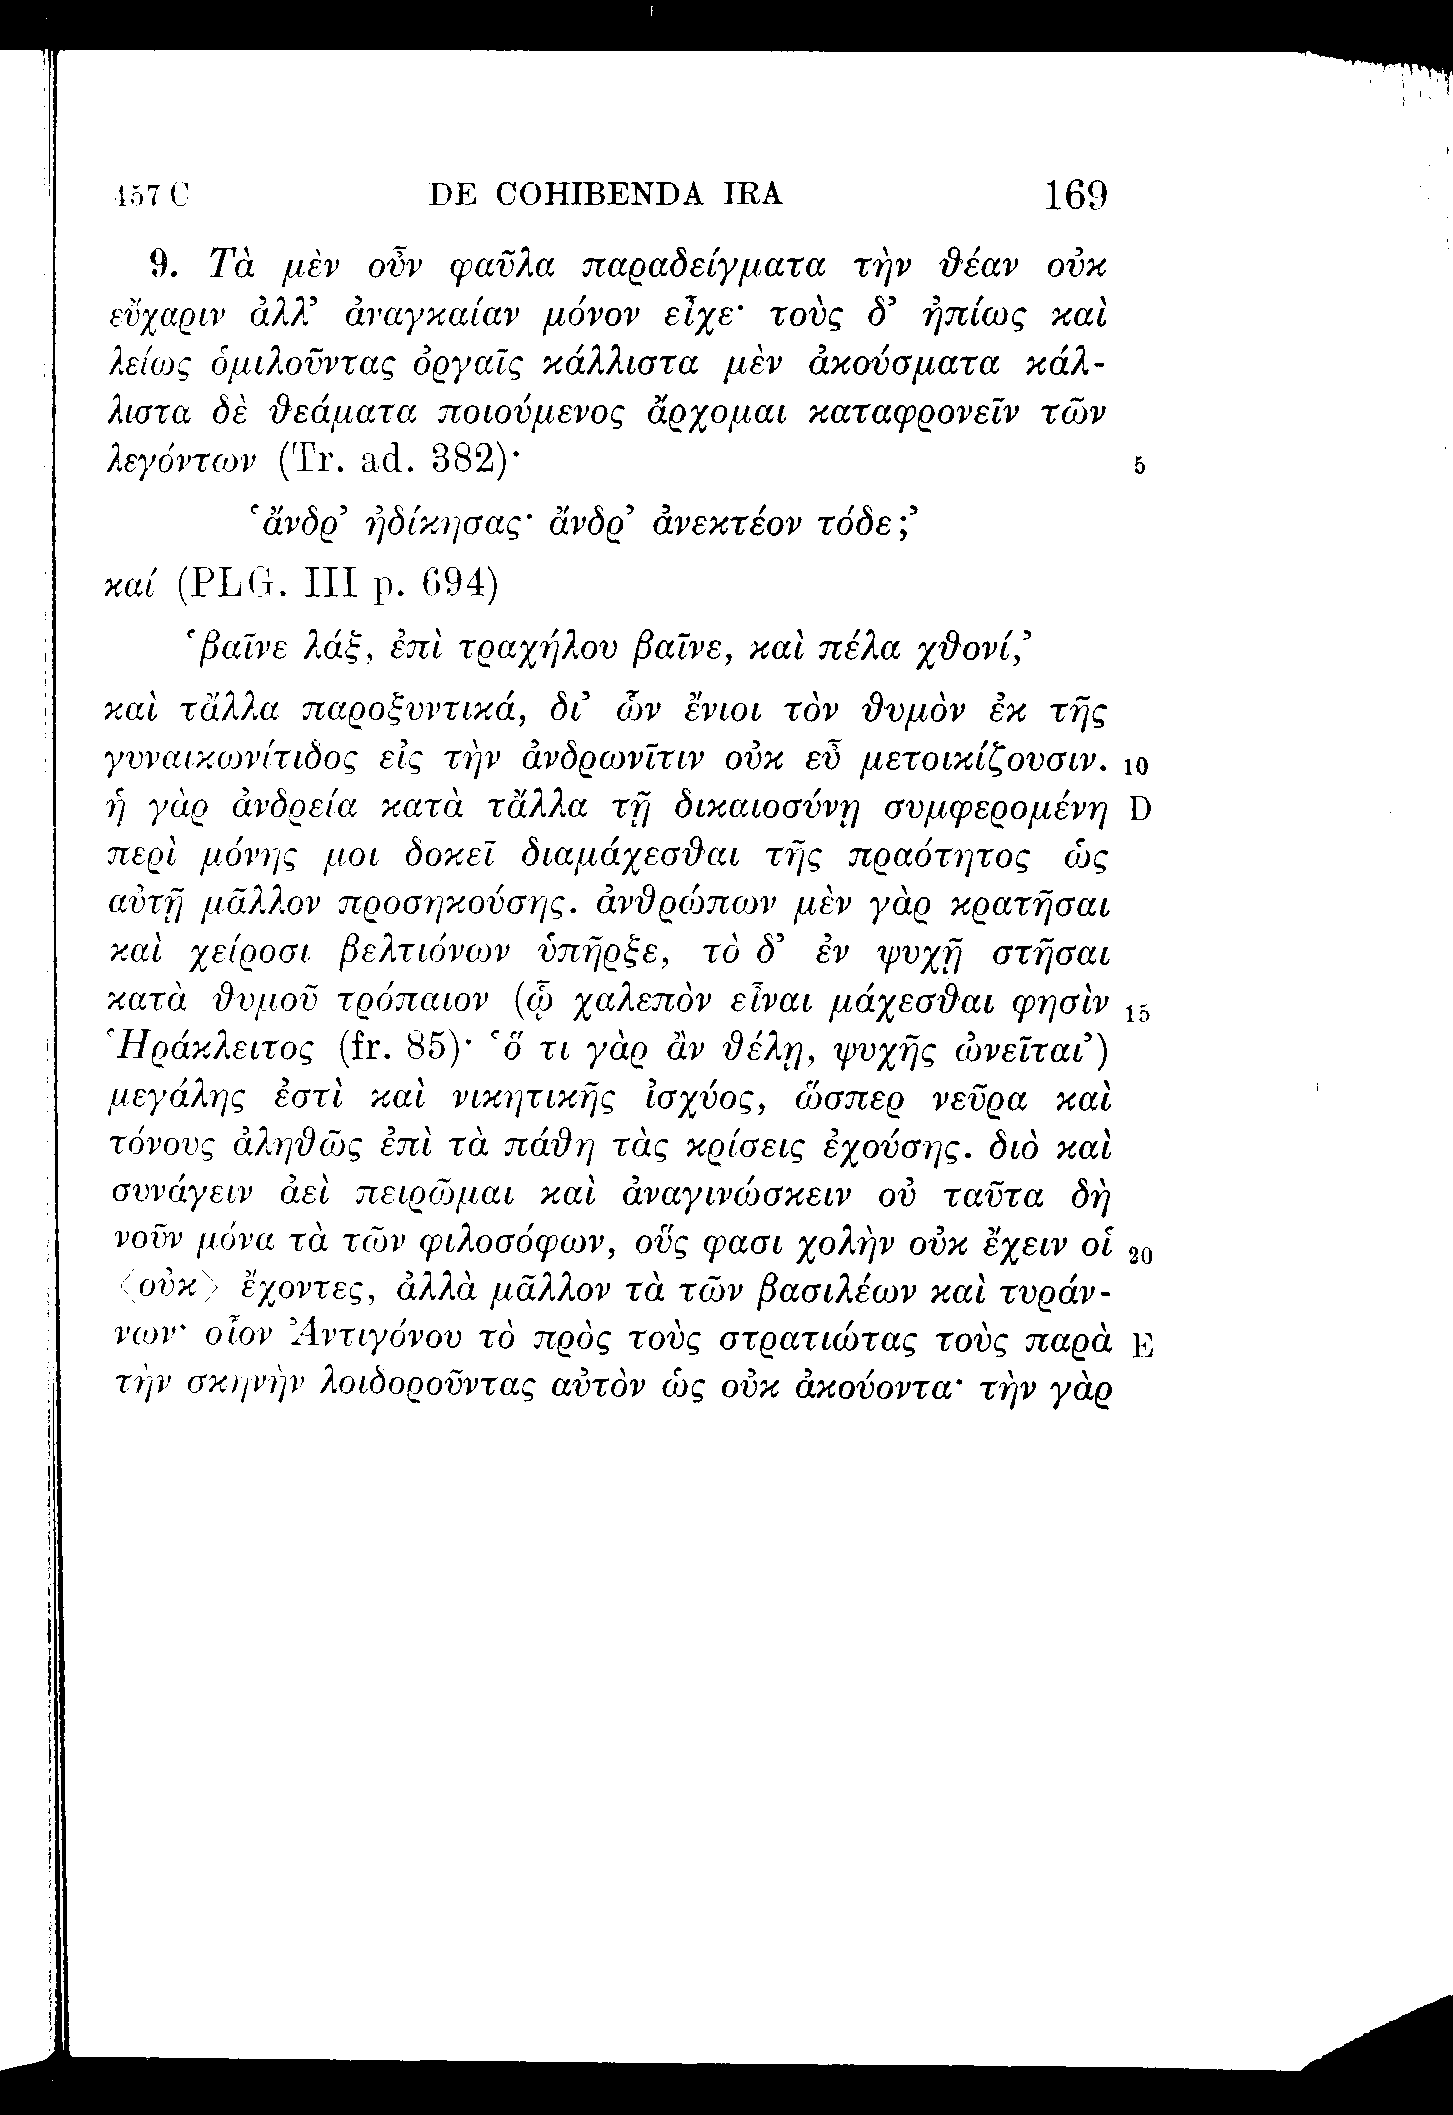 457 C DE COHIBENDA IRA 169
9. Τὰ μὲν οὖν φαῦλα παραδείγματα τὴν θέαν οὐκ
εὔχαριν ἀλλ’ ἀναγκαίαν μόνον εἶχε· τοὺς δ’ ἠπίως καὶ
λείως ὁμιλοῦντας ὀργαῖς κάλλιστα μὲν ἀκούσματα κάλ-
λιστα δὲ θεάματα ποιούμενος ἄρχομαι καταφρονεῖν τῶν
λεγόντων (Tr. ad. 382)· 5
‘ἄνδρ’ ἠδίκησας· ἄνδρ’ ἀνεκτέον τόδε;’
καί (PLG. III p. 694)
‘βαῖνε λάξ, ἐπὶ τραχήλου βαῖνε, καὶ πέλα χθονί,’
καὶ τἄλλα παροξυντικά, δι’ ὧν ἔνιοι τὸν θυμὸν ἐκ τῆς
γυναικωνίτιδος εἰς τὴν ἀνδρωνῖτιν οὐκ εὖ μετοικίζουσιν. 10
ἡ γὰρ ἀνδρεία κατὰ τἄλλα τῇ δικαιοσύνῃ συμφερομένη D
περὶ μόνης μοι δοκεῖ διαμάχεσθαι τῆς πραότητος ὡς
αὐτῇ μᾶλλον προσηκούσης. ἀνθρώπων μὲν γὰρ κρατῆσαι
καὶ χείροσι βελτιόνων ὑπῆρξε, τὸ δ’ ἐν ψυχῇ στῆσαι
κατὰ θυμοῦ τρόπαιον (ᾧ χαλεπὸν εἶναι μάχεσθαι φησὶν 15
Ἡράκλειτος (fr. 85)· ‘ὅ τι γὰρ ἂν θέλῃ, ψυχῆς ὠνεῖται’)
μεγάλης ἐστὶ καὶ νικητικῆς ἰσχύος, ὥσπερ νεῦρα καὶ
τόνους ἀληθῶς ἐπὶ τὰ πάθη τὰς κρίσεις ἐχούσης. διὸ καὶ
συνάγειν ἀεὶ πειρῶμαι καὶ ἀναγινώσκειν οὐ ταῦτα δὴ
νοῦν μόνα τὰ τῶν φιλοσόφων, οὕς φασι χολὴν οὐκ ἔχειν οἱ 20
〈οὐκ〉 ἔχοντες, ἀλλὰ μᾶλλον τὰ τῶν βασιλέων καὶ τυράν-
νων· οἷον Ἀντιγόνου τὸ πρὸς τοὺς στρατιώτας τοὺς παρὰ E
τὴν σκηνὴν λοιδοροῦντας αὐτὸν ὡς οὐκ ἀκούοντα· τὴν γὰρ